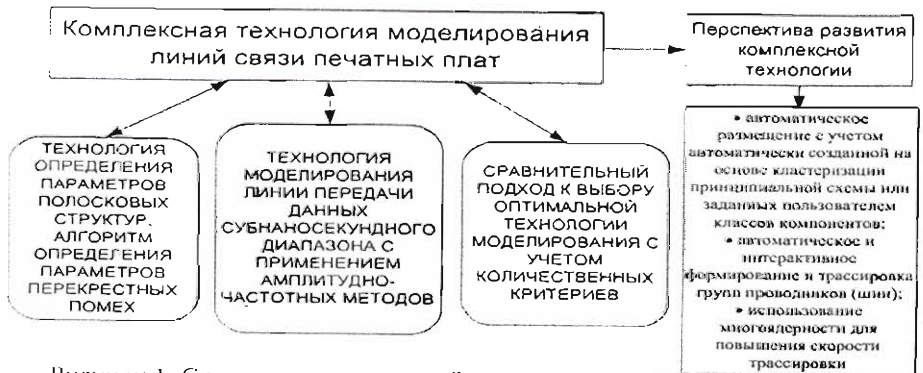 Комплексная технология моделирования
линий связи печатных плат
Перспектива развития
комплексной
технологии
ТЕХНОЛОГИЯ
ОПРЕДЕЛЕНИЯ
ПАРАМЕТРОВ
ПОЛОСКОВЫХ
СТРУКТУР.
АЛГОРИТМ
ОПРЕДЕЛЕНИЯ
ПАРАМЕТРОВ
ПЕРЕКРЕСТНЫХ
ПОМЕХ
ТЕХНОЛОГИЯ
МОДЕЛИРОВАНИЯ
ЛИНИИ ПЕРЕДАЧИ
ДАННЫХ
СУБНАНОСЕКУНДНОГО
ДИАПАЗОНА С
ПРИМЕНЕНИЕМ
АМПЛИТУДНО-
ЧАСТОТНЫХ МЕТОДОВ
СРАВНИТЕЛЬНЫЙ
ПОДХОД К ВЫБОРУ
ОПТИМАЛЬНОЙ
ТЕХНОЛОГИИ
МОДЕЛИРОВАНИЯ С
УЧЕТОМ
КОЛИЧЕСТВЕННЫХ
КРИТЕРИЕВ
• автоматическое
размещение с учетом
автоматически созданной на
основе кластеризации
принципиальной схемы или
заданных пользователем
классов компонентов;
• автоматическое и
интерактивное
формирование и трассировка
групп проводников (шин);
• использование
многоядерности для
повышения скорости
трассировки